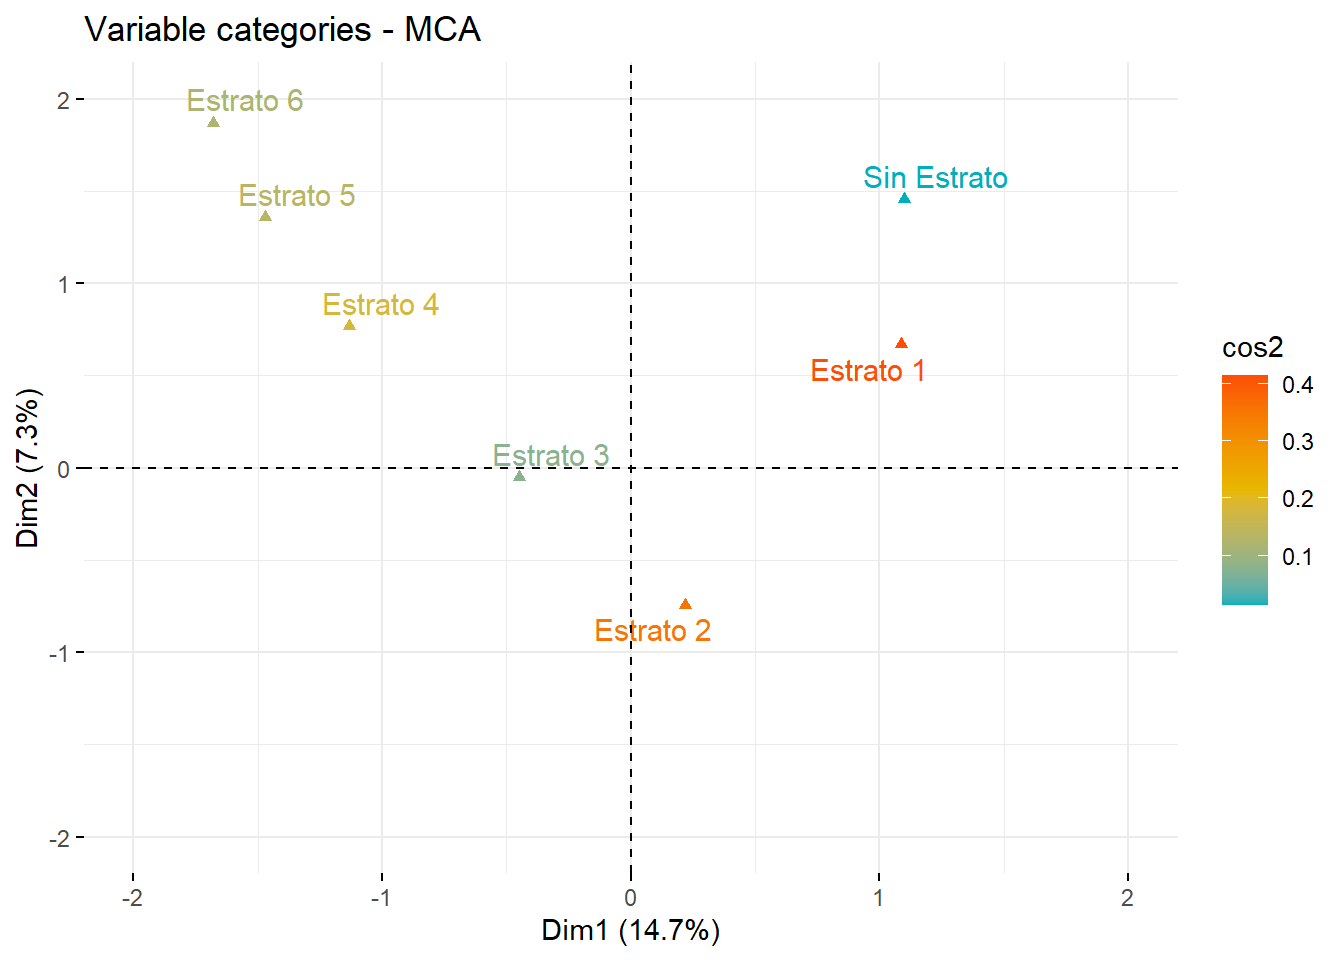 Variable categories - MCA
2
1
0
-1
-2
Dim2 (7.3%)
Estrato 6
Estrato 5
Sin Estrato
Estrato 4
Estrato 1
Estrato 3
Estrato 2
-2
-1
0
1
2
Dim1 (14.7%)
cos2
0.4
0.3
0.2
0.1